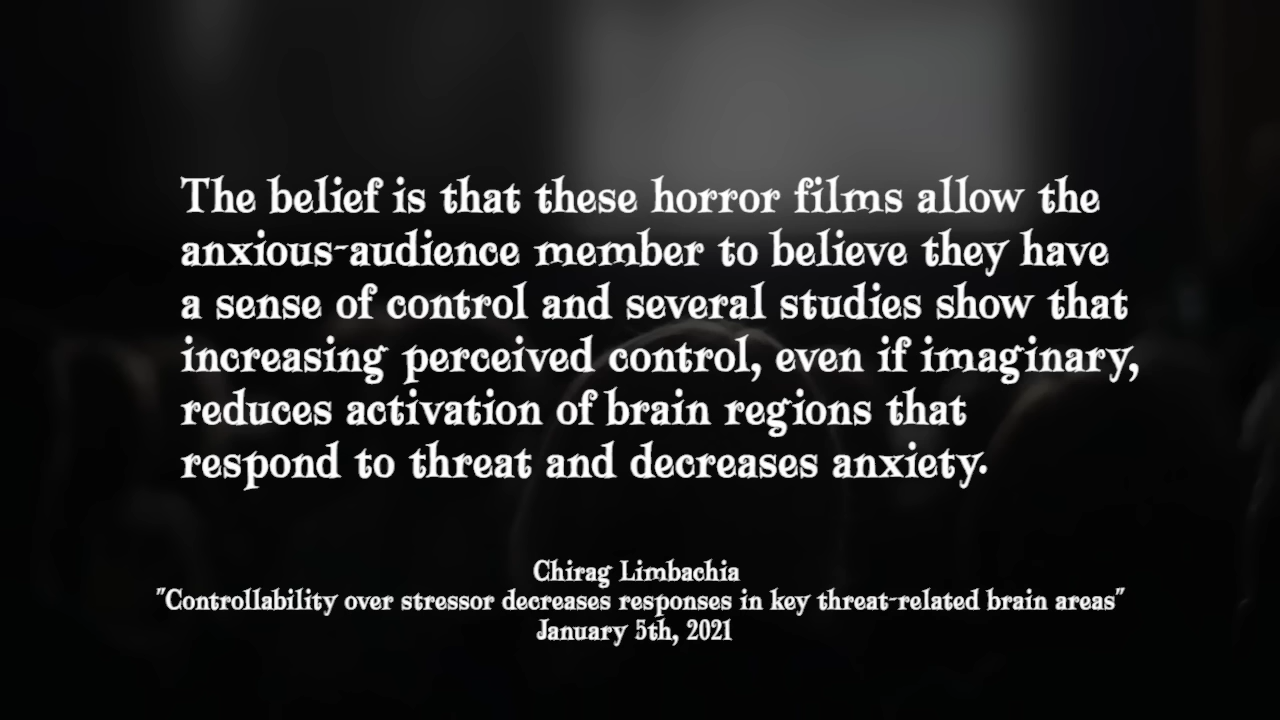 The belief is that these horror films allow the
anxious-audience member to believe they have
a sense of control and several studies show that
increasing perceived control, even if imaginary,
reduces activation of brain regions that
respond to threat and decreases anxiety.
Chirag Limbachia
"Controllability over stressor decreases responses in key threat-related brain areas"
January 5th, 2021